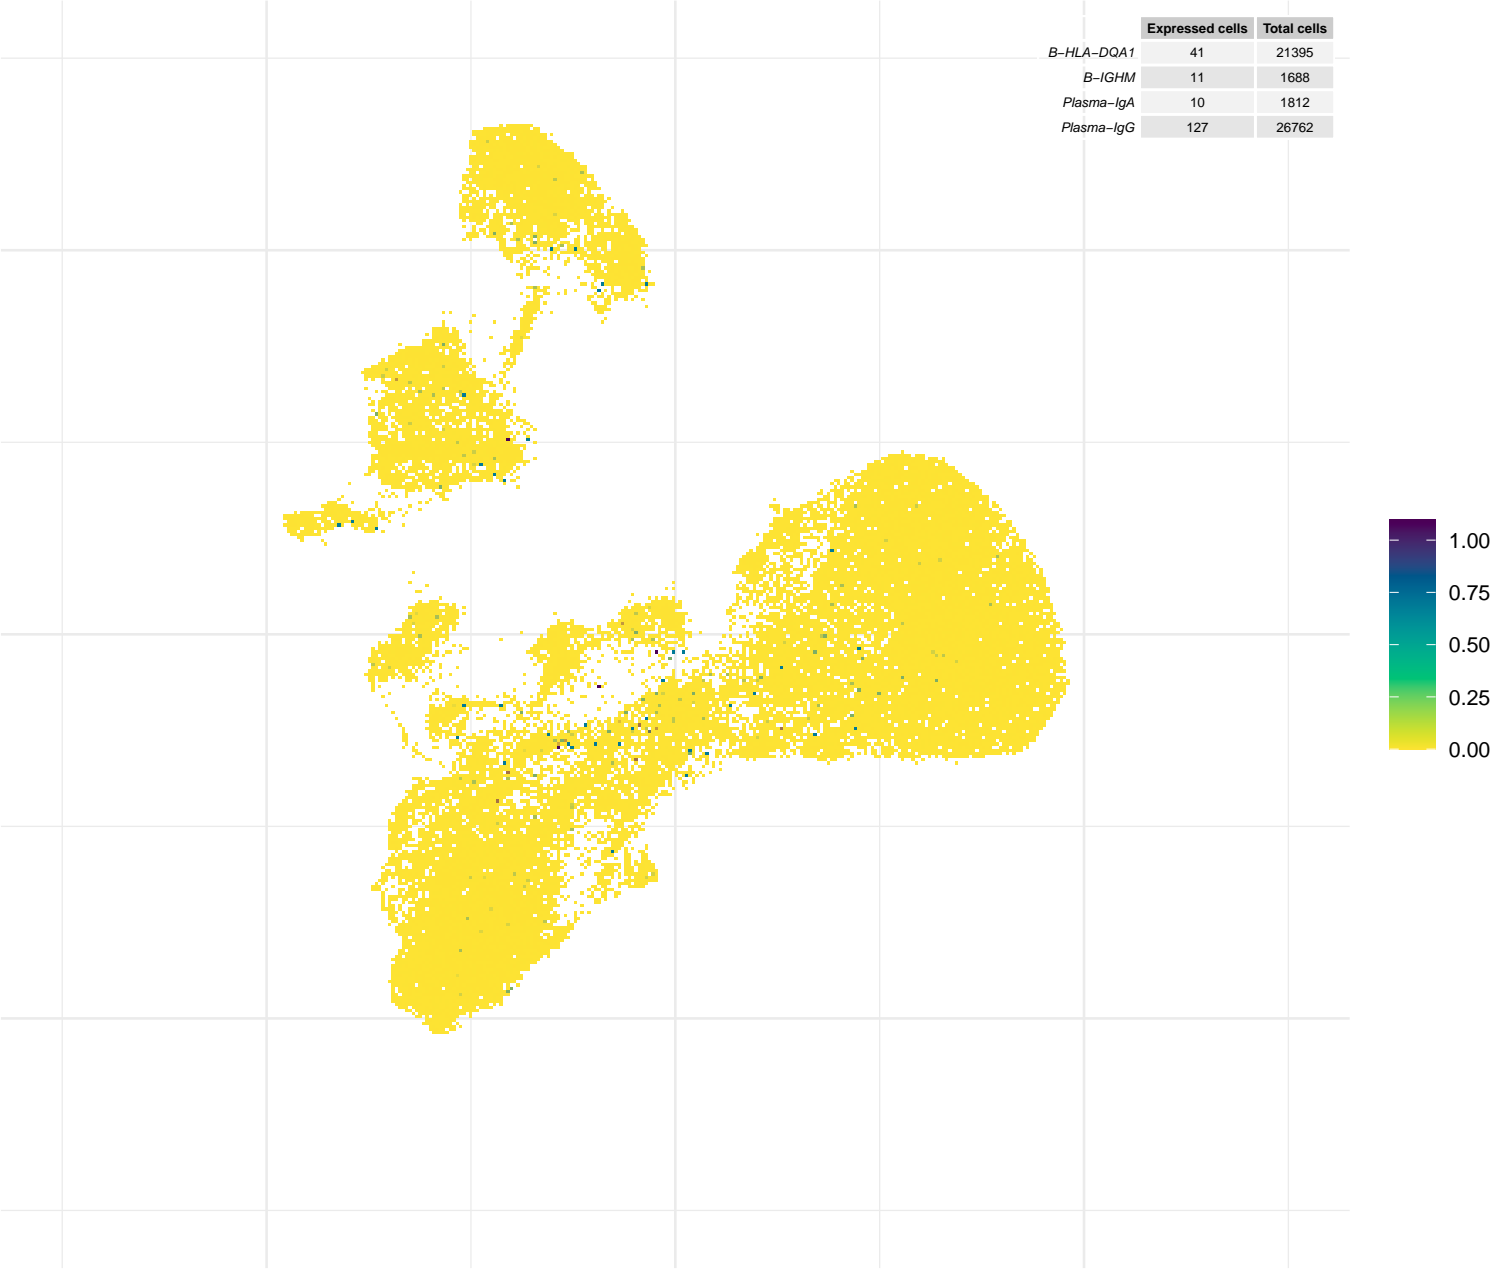 Expressed cells Total cells
B−HLA−DQA1 41 21395
B−IGHM 11 1688
Plasma−IgA 10 1812
Plasma−IgG 127 26762
1.00
0.75
0.50
0.25
0.00